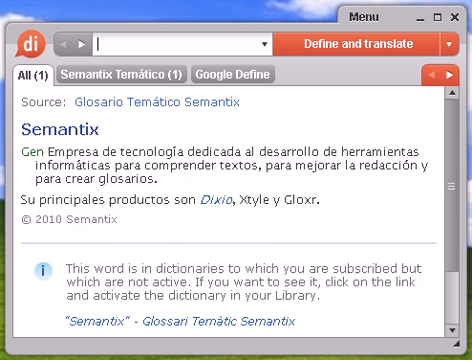 Menu
di
Define and translate
All (1)
Semantix Temático (1)
Google Define
Source: Glosario Temático Semantix
Semantix
Gen Empresa de tecnología dedicada al desarrollo de herramientas
informáticas para comprender textos, para mejorar la redacción y
para crear glosarios.
Su principales productos son Dixio, Xtyle y Gloxr.
© 2010 Semantix
i
This word is in dictionaries to which you are subscribed but
which are not active. If you want to see it, click on the link
and activate the dictionary in your Library.
"Semantix" - Glossari Temàtic Semantix